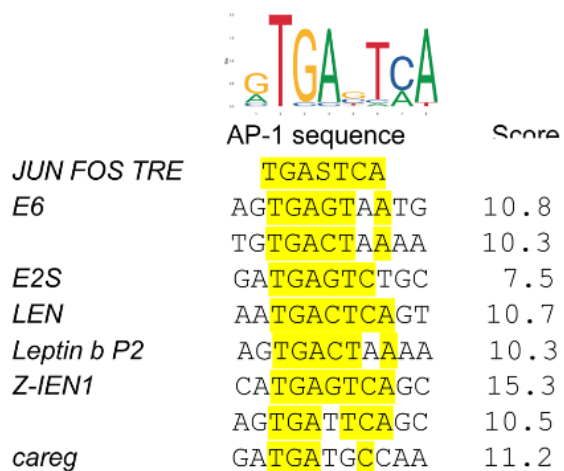 GTGA TCA
AP-1 sequence Score
JUN FOS TRE TGASTCA
E6 AGTGAGTAATG 10.8
TGTGACTAAAA 10.3
E2S GATGAGTCTGC 7.5
LEN AATGACTCAGT 10.7
Leptin b P2 AGTGACTAAAA 10.3
Z-IEN1 CATGAGTCAGC 15.3
AGTGATTCAGC 10.5
careg GATGATGCCAA 11.2